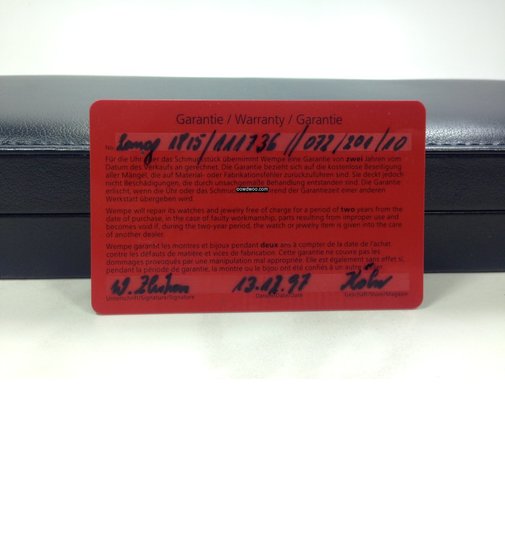 Garantie / Warranty / Garantie
Nr. Lang 1815/111736//072/201/10
Für die Uhr oder das Schmuckstück übernimmt Wempe eine Garantie von zwei Jahren vom
Datum des Verkaufs an gerechnet. Die Garantie bezieht sich auf die kostenlose Beseitigung
aller Mängel, die auf Material- oder Fabrikationsfehler zurückzuführen sind. Sie deckt jedoch
nicht Beschädigungen, die durch unsachgemäße Behandlung entstanden sind. Die Garantie
erlischt, wenn die Uhr oder das Schmuck während der Garantiezeit einer anderen
Werkstatt übergeben wird.
cowdwoo.com
Wempe will repair its watches and jewelry free of charge for a period of two years from the
date of purchase, in the case of faulty workmanship, parts resulting from improper use and
becomes void if, during the two-year period, the watch or jewelry item is given into the care
of another dealer.
Wempe garantit les montres et bijoux pendant deux ans à compter de la date de l'achat
contre les défauts de matière et vices de fabrication. Cette garantie ne couvre pas les
dommages provoqués par une manipulation mal appropriée. Elle est également sans effet si,
pendant la période de garantie, la montre ou le bijou ont été confiés à un autre
13.12.97 Köln
Unterschrift/Signature/Signature Datum/Date/Date Geschäft/Store/Magasin